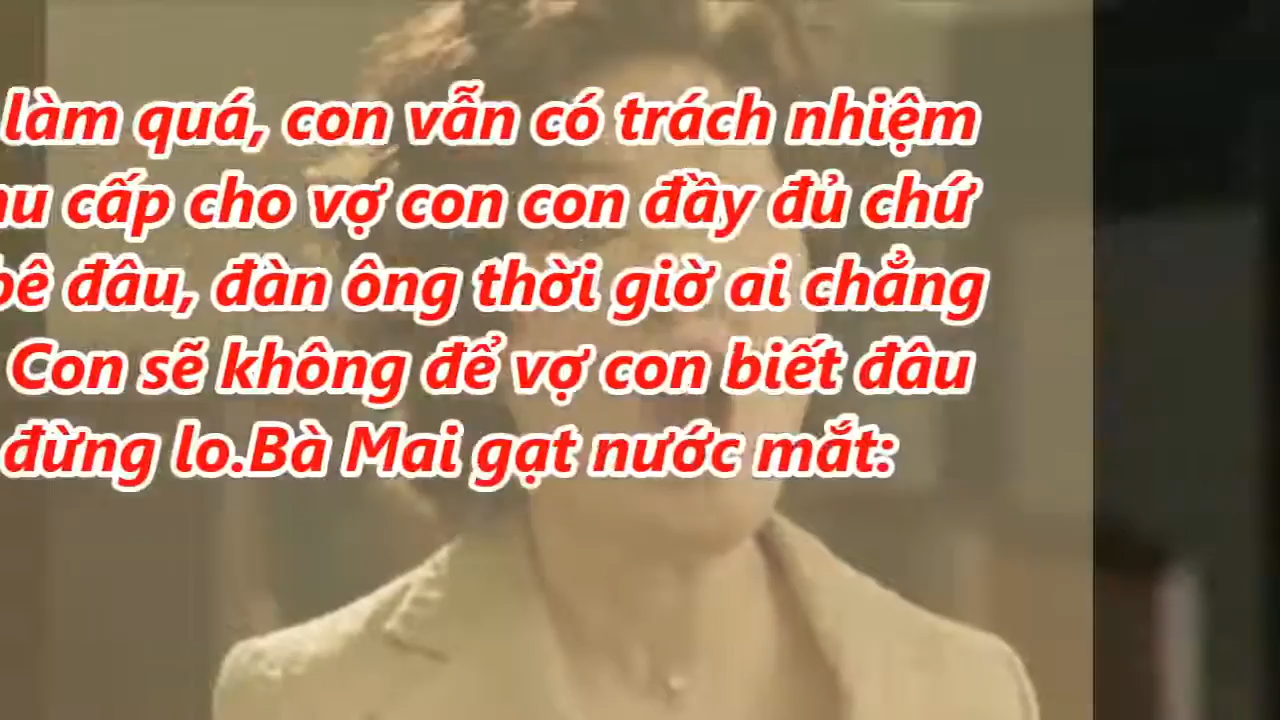 làm quá, con vẫn có trách nhiệm
cấp cho vợ con con đầy đủ chứ
đâu, đàn ông thời giờ ai chẳng
Con sẽ không để vợ con biết đâu
đừng lo.Bà Mai gạt nước mắt: